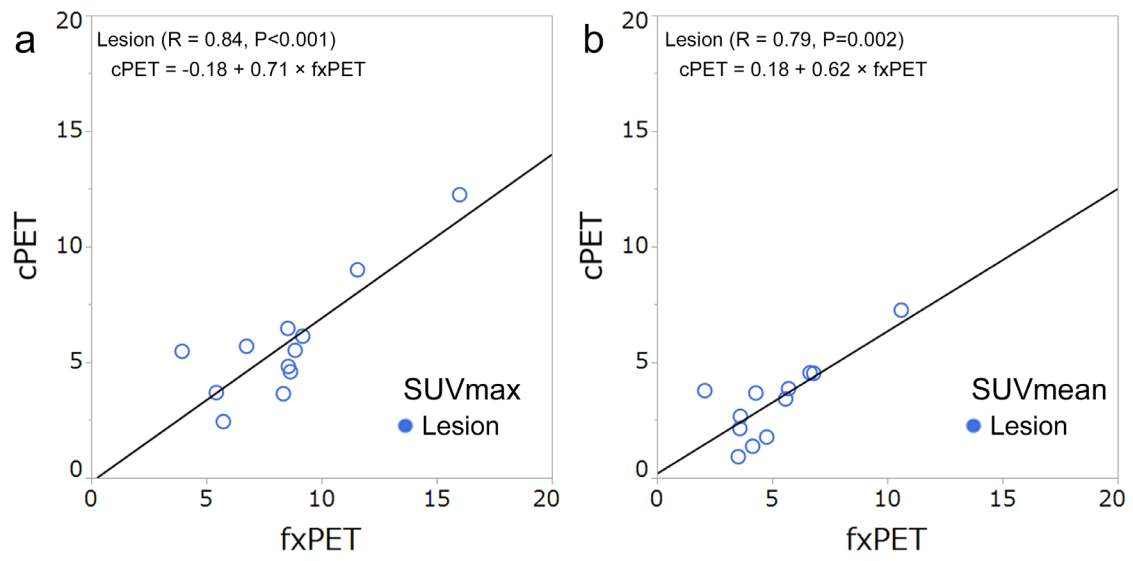 a
Lesion (R = 0.84, P<0.001)
cPET = -0.18 + 0.71 × fxPET
20
15
10
5
0
cPET
SUVmax
Lesion
0 5 10 15 20
fxPET
b
Lesion (R = 0.79, P=0.002)
cPET = 0.18 + 0.62 × fxPET
20
15
10
5
0
cPET
SUVmean
Lesion
0 5 10 15 20
fxPET